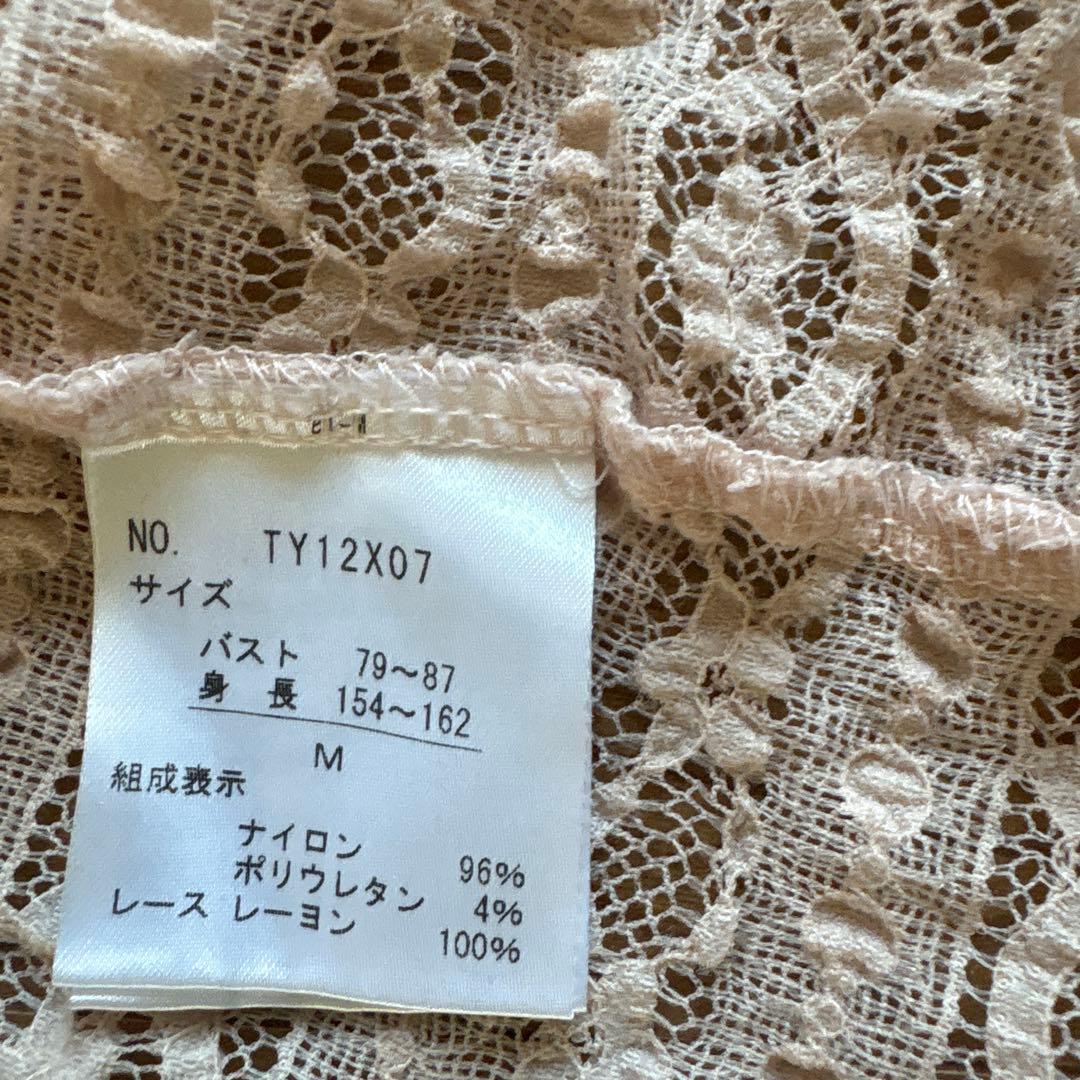 NO. TY12X07
サイズ
バスト 79～87
身長 154～162
M
組成表示
ナイロン 96%
ポリウレタン 4%
レース レーヨン 100%